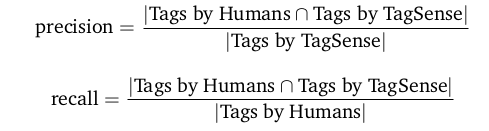 precision = |Tags by Humans ∩ Tags by TagSense| / |Tags by TagSense|
recall = |Tags by Humans ∩ Tags by TagSense| / |Tags by Humans|